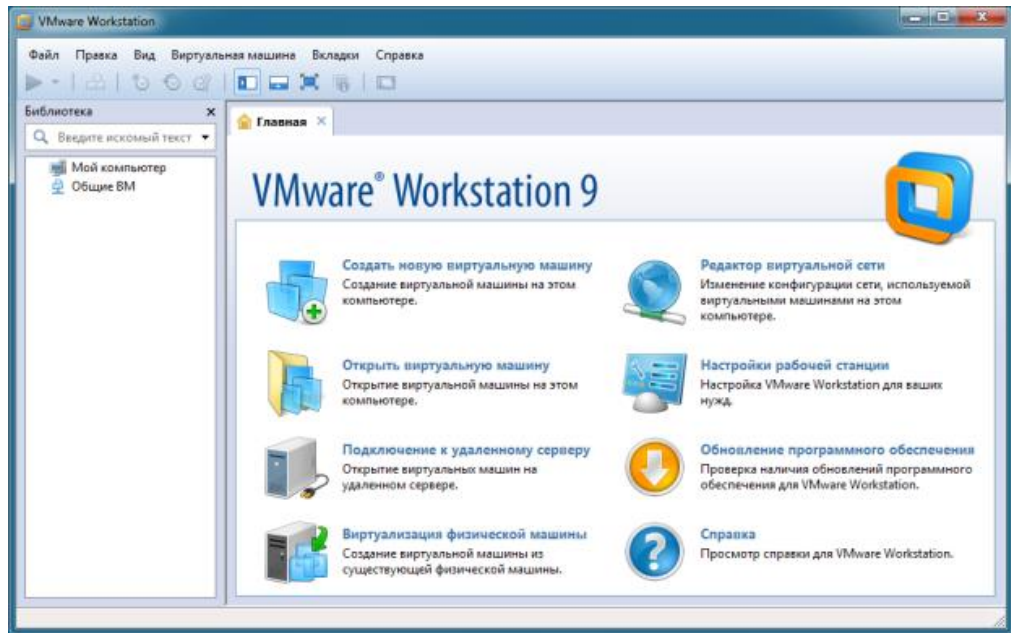 VMware Workstation
Файл Правка Вид Виртуальная машина Вкладки Справка
Библиотека
Введите искомый текст
Мой компьютер
Общие ВМ
Главная
VMware® Workstation 9
Создать новую виртуальную машину
Создание виртуальной машины на этом
компьютере.
Открыть виртуальную машину
Открытие виртуальной машины на этом
компьютере.
Подключение к удаленному серверу
Открытие виртуальных машин на
удаленном сервере.
Виртуализация физической машины
Создание виртуальной машины из
существующей физической машины.
Редактор виртуальной сети
Изменение конфигурации сети, используемой
виртуальными машинами на этом
компьютере.
Настройки рабочей станции
Настройка VMware Workstation для ваших
нужд.
Обновление программного обеспечения
Проверка наличия обновлений программного
обеспечения для VMware Workstation.
Справка
Просмотр справки для VMware Workstation.